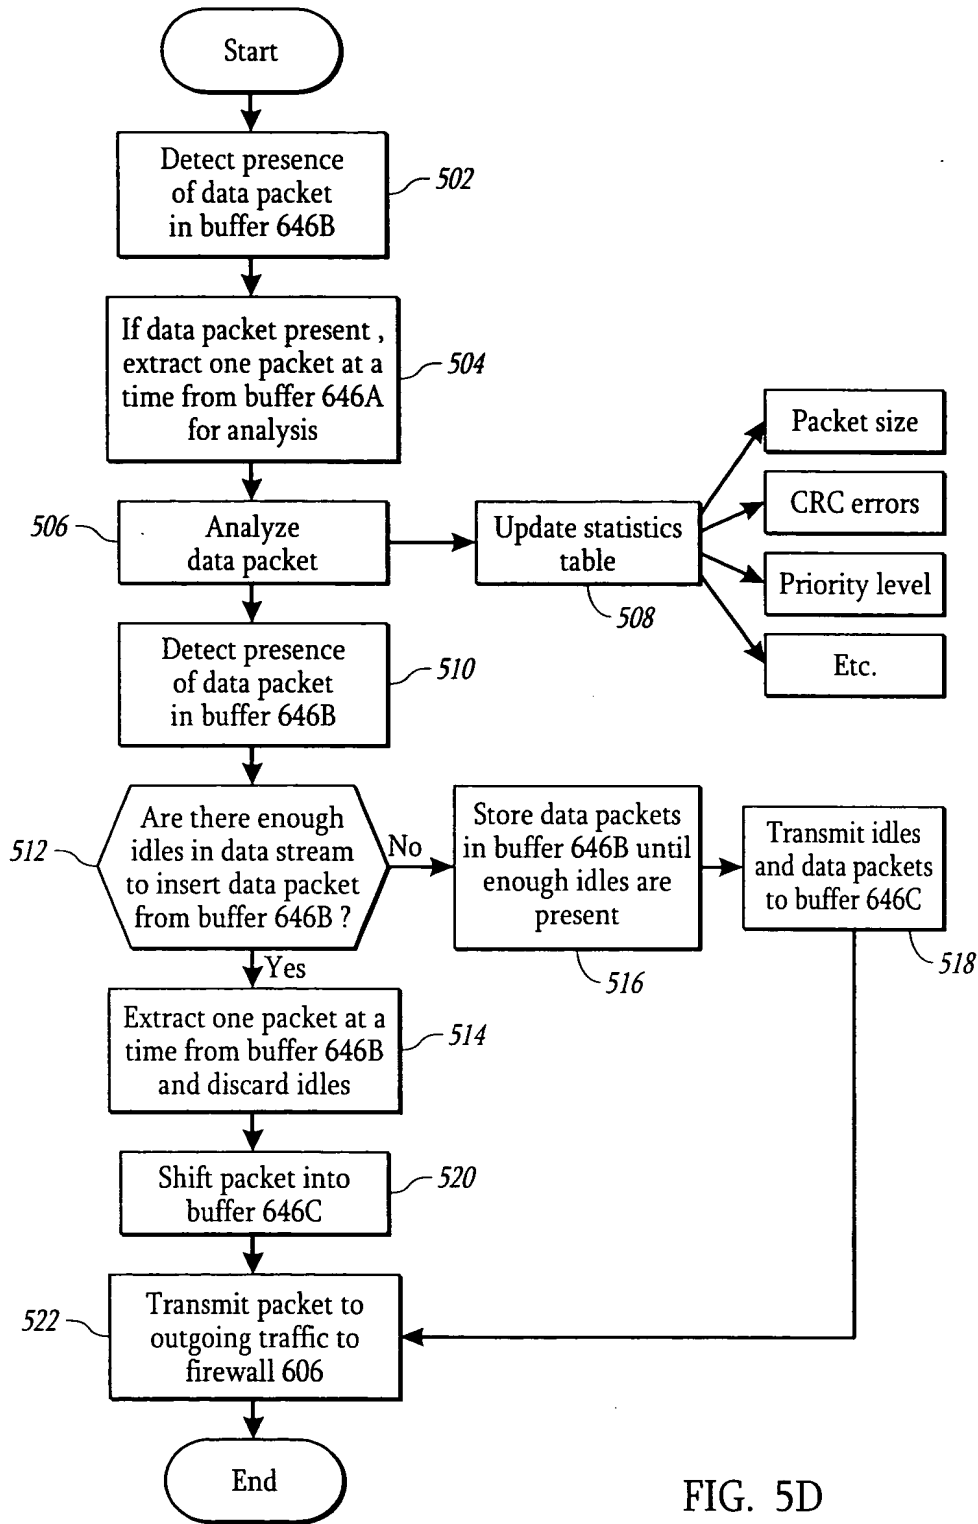 Start
Detect presence
of data packet
in buffer 646B
502
If data packet present ,
extract one packet at a
time from buffer 646A
for analysis
504
506
Analyze
data packet
Update statistics
table
508
Packet size
CRC errors
Priority level
Etc.
Detect presence
of data packet
in buffer 646B
510
512
Are there enough
idles in data stream
to insert data packet
from buffer 646B ?
No
Store data packets
in buffer 646B until
enough idles are
present
516
Transmit idles
and data packets
to buffer 646C
518
Yes
Extract one packet at a
time from buffer 646B
and discard idles
514
Shift packet into
buffer 646C
520
522
Transmit packet to
outgoing traffic to
firewall 606
End
FIG. 5D